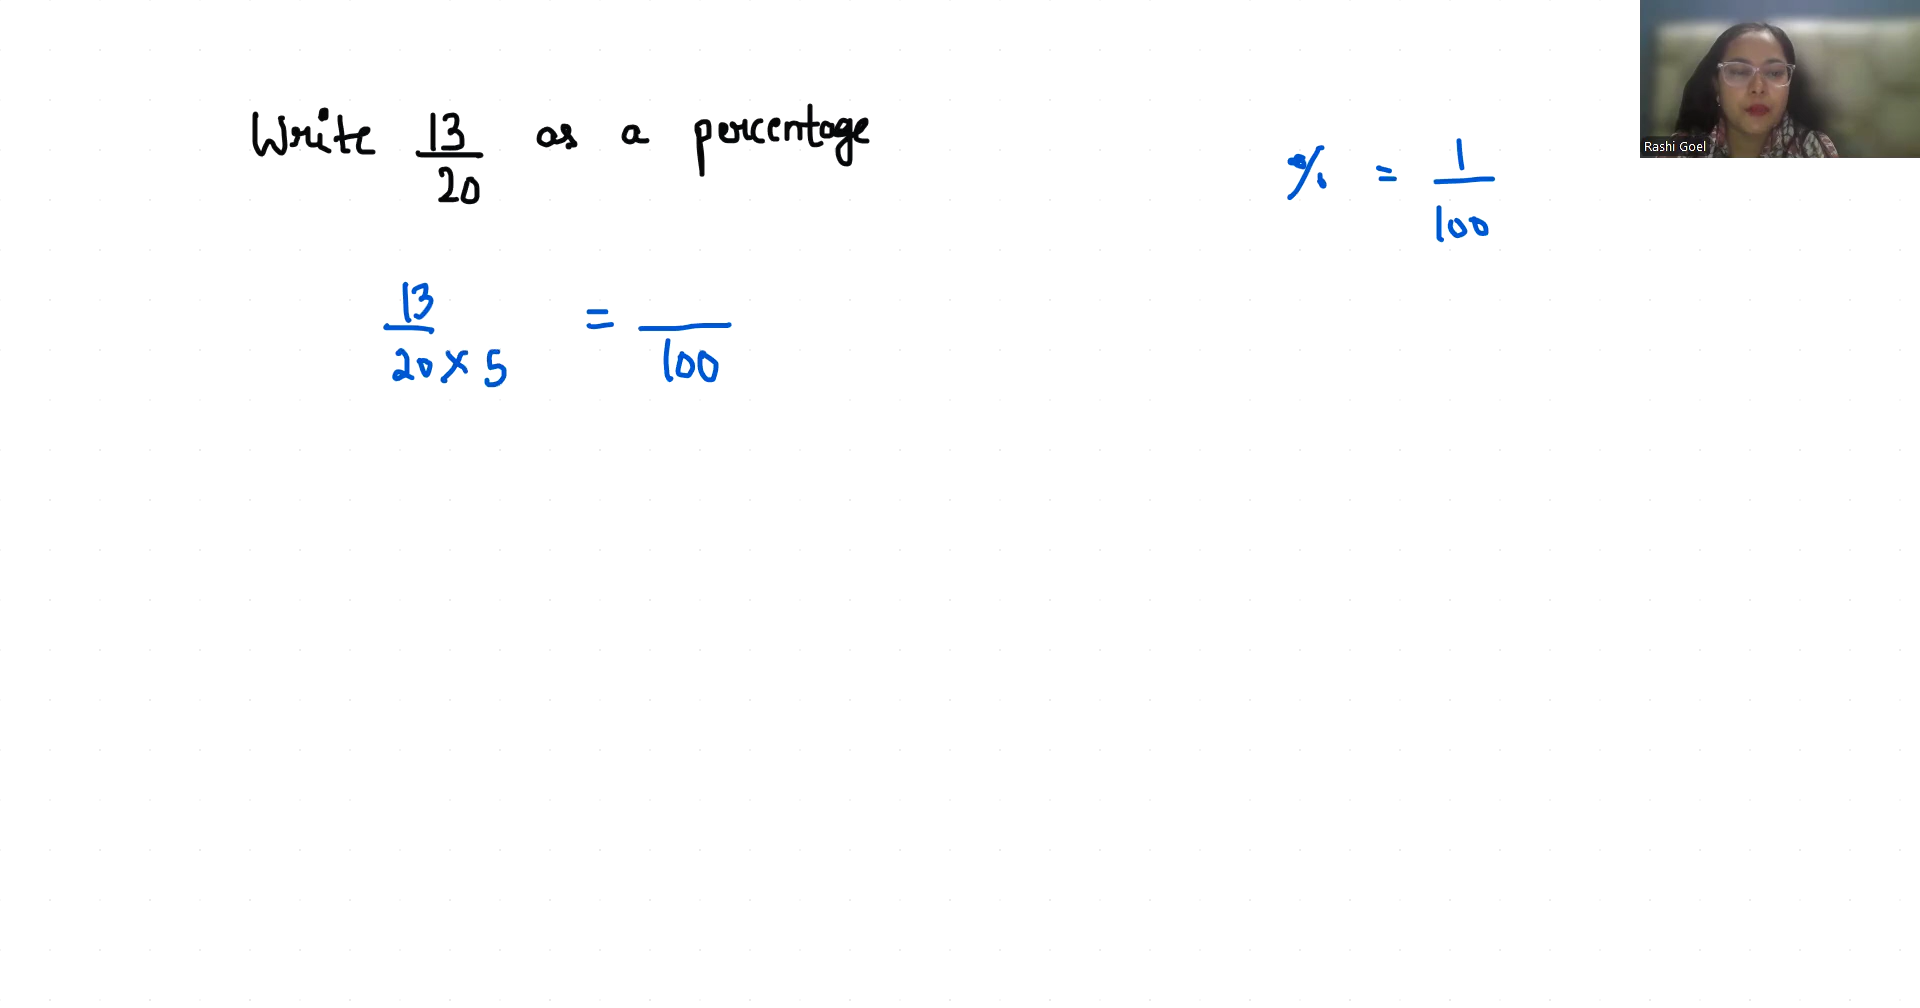 Write 13/20 as a percentage
% = 1/100
13/20 × 5 = /100
Rashi Goel